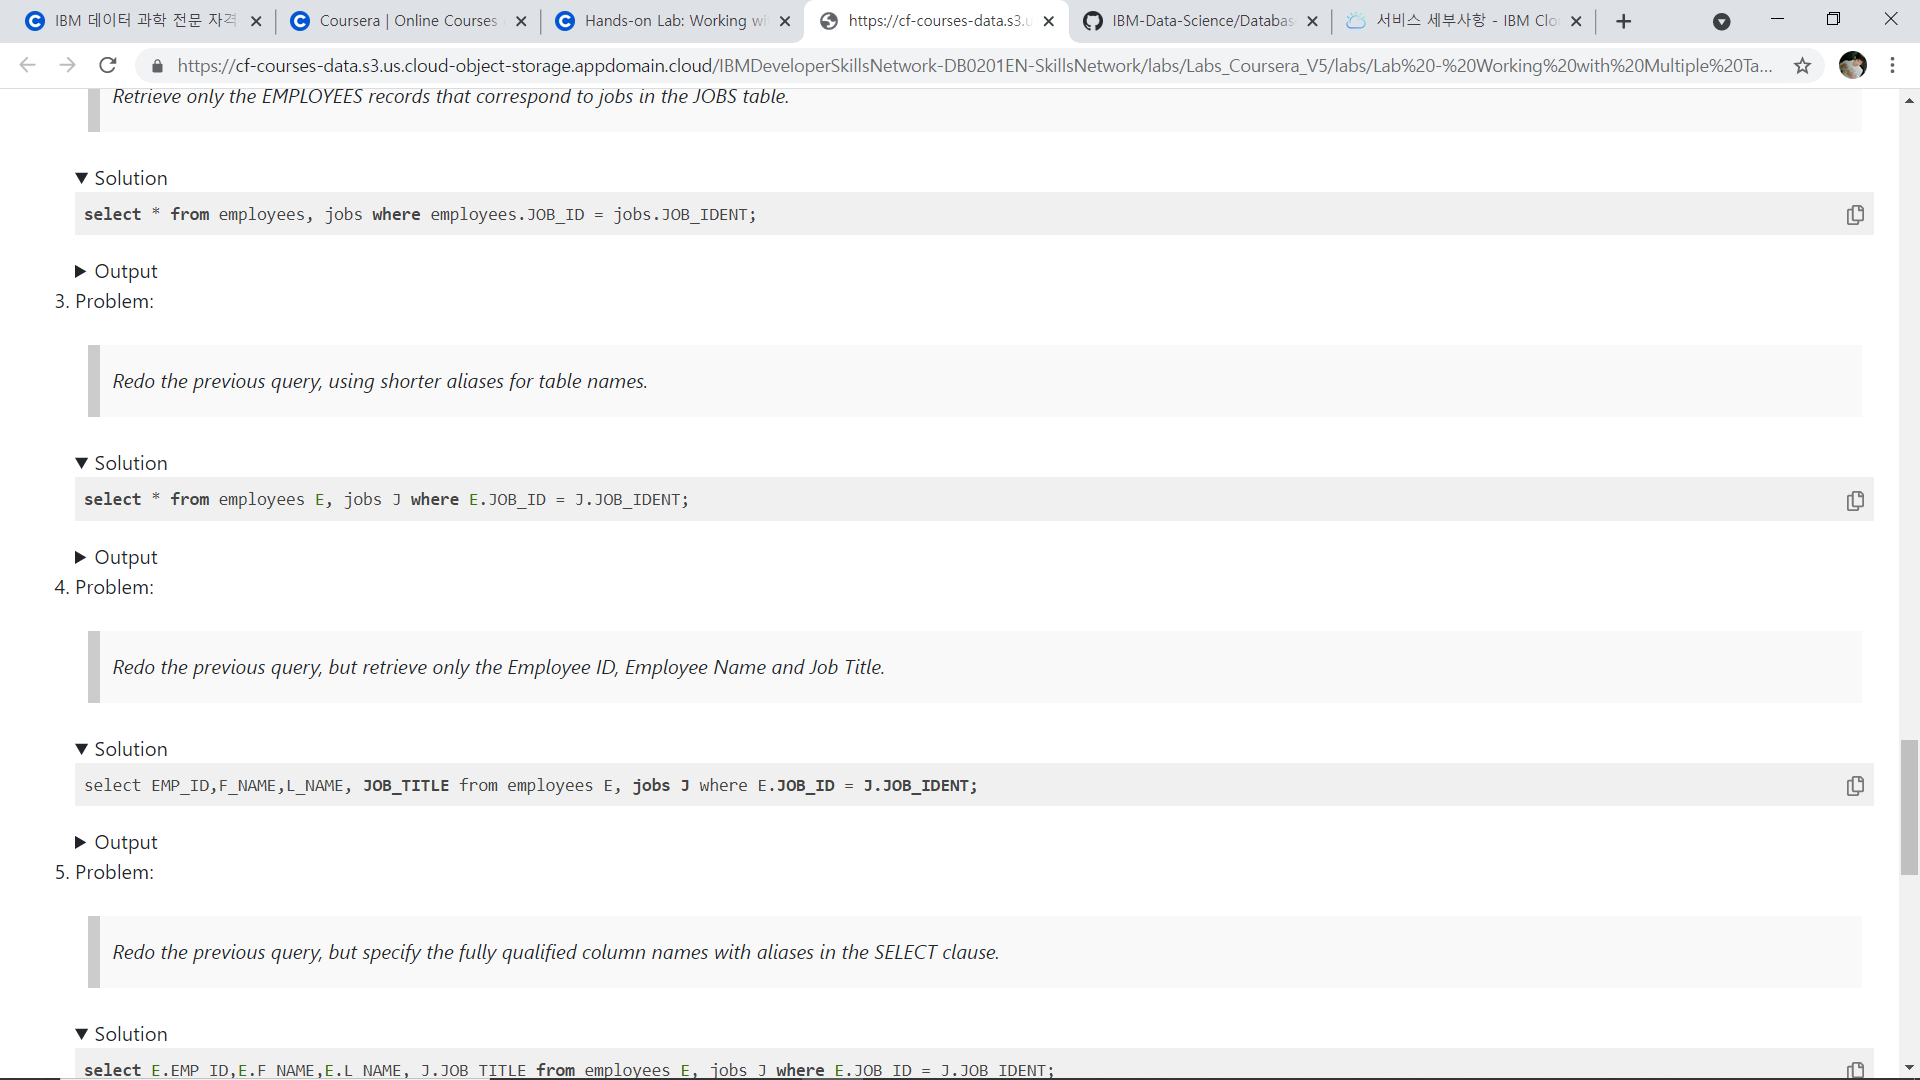 IBM 데이터 과학 전문 자격
Coursera | Online Courses
Hands-on Lab: Working wi
https://cf-courses-data.s3.u
IBM-Data-Science/Databas
서비스 세부사항 - IBM Clo
https://cf-courses-data.s3.us.cloud-object-storage.appdomain.cloud/IBMDeveloperSkillsNetwork-DB0201EN-SkillsNetwork/labs/Labs_Coursera_V5/labs/Lab%20-%20Working%20with%20Multiple%20Ta...
Retrieve only the EMPLOYEES records that correspond to jobs in the JOBS table.
▼ Solution
select * from employees, jobs where employees.JOB_ID = jobs.JOB_IDENT;
▶ Output
3. Problem:
Redo the previous query, using shorter aliases for table names.
▼ Solution
select * from employees E, jobs J where E.JOB_ID = J.JOB_IDENT;
▶ Output
4. Problem:
Redo the previous query, but retrieve only the Employee ID, Employee Name and Job Title.
▼ Solution
select EMP_ID,F_NAME,L_NAME, JOB_TITLE from employees E, jobs J where E.JOB_ID = J.JOB_IDENT;
▶ Output
5. Problem:
Redo the previous query, but specify the fully qualified column names with aliases in the SELECT clause.
▼ Solution
select E.EMP_ID,E.F_NAME,E.L_NAME, J.JOB_TITLE from employees E, jobs J where E.JOB_ID = J.JOB_IDENT;